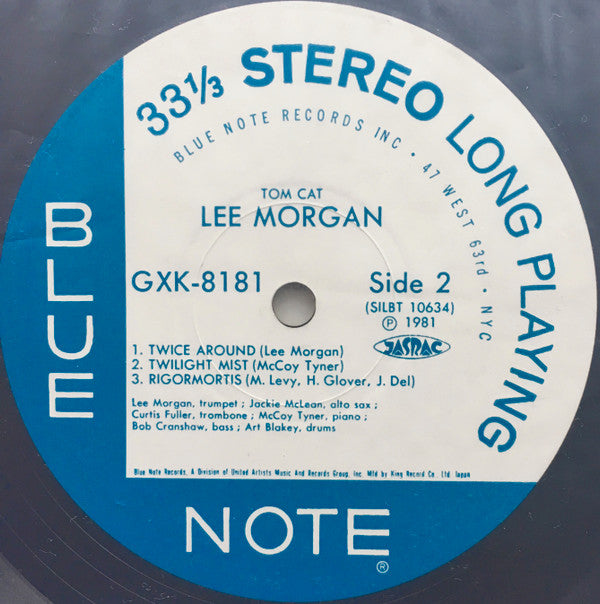 33⅓ STEREO LONG PLAYING
BLUE NOTE RECORDS INC • 47 WEST 63rd • NYC
TOM CAT
LEE MORGAN
GXK-8181
Side 2
(SILBT 10634)
Ⓟ 1981
JASRAC
1. TWICE AROUND (Lee Morgan)
2. TWILIGHT MIST (McCoy Tyner)
3. RIGORMORTIS (M. Levy, H. Glover, J. Del)
Lee Morgan, trumpet ; Jackie McLean, alto sax ;
Curtis Fuller, trombone ; McCoy Tyner, piano ;
Bob Cranshaw, bass ; Art Blakey, drums
Blue Note Records, A Division of United Artists Music And Records Group, Inc. Mfd by King Record Co. Ltd. Japan
BLUE
NOTE®